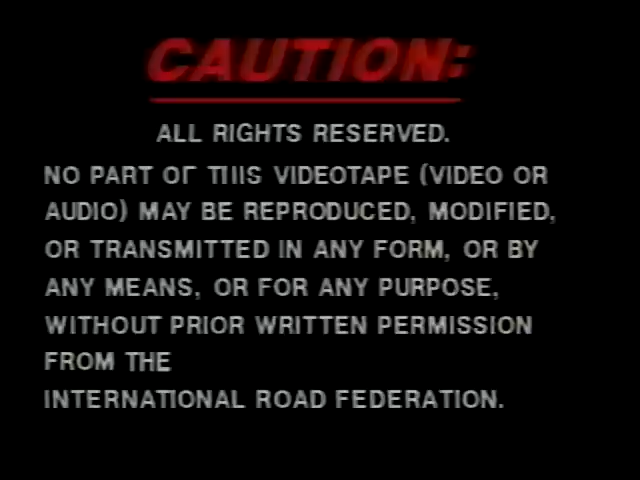 CAUTION:
ALL RIGHTS RESERVED.
NO PART OF THIS VIDEOTAPE (VIDEO OR
AUDIO) MAY BE REPRODUCED, MODIFIED,
OR TRANSMITTED IN ANY FORM, OR BY
ANY MEANS, OR FOR ANY PURPOSE,
WITHOUT PRIOR WRITTEN PERMISSION
FROM THE
INTERNATIONAL ROAD FEDERATION.